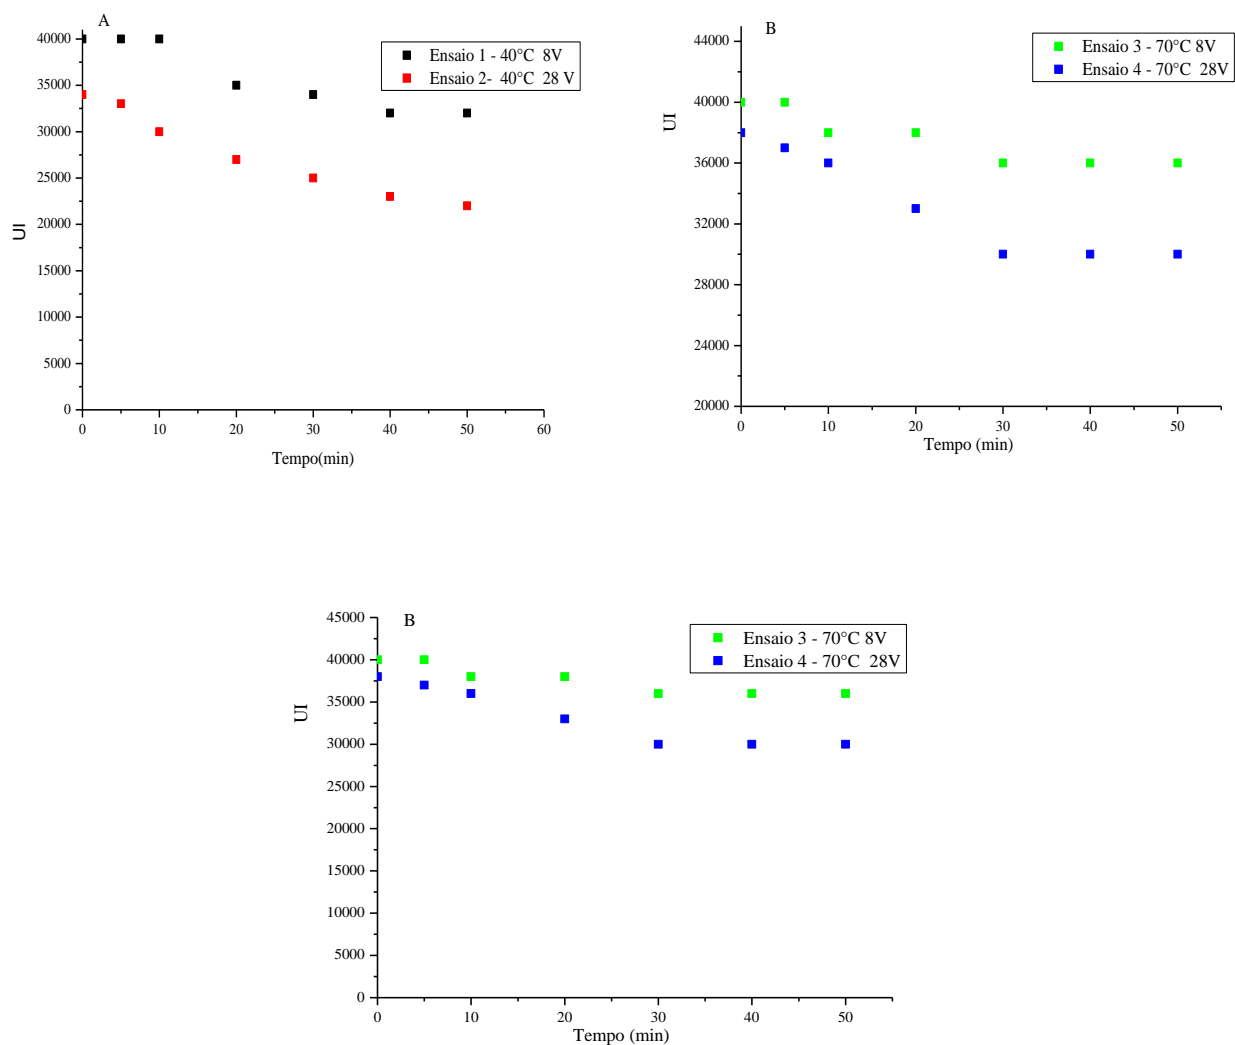 A
40000
35000
30000
25000
20000
15000
10000
5000
0
UI
0 10 20 30 40 50 60
Tempo(min)
Ensaio 1 - 40°C 8V
Ensaio 2- 40°C 28 V
B
44000
40000
36000
32000
28000
24000
20000
UI
0 10 20 30 40 50
Tempo (min)
Ensaio 3 - 70°C 8V
Ensaio 4 - 70°C 28V
B
45000
40000
35000
30000
25000
20000
15000
10000
5000
0
UI
0 10 20 30 40 50
Tempo (min)
Ensaio 3 - 70°C 8V
Ensaio 4 - 70°C 28V